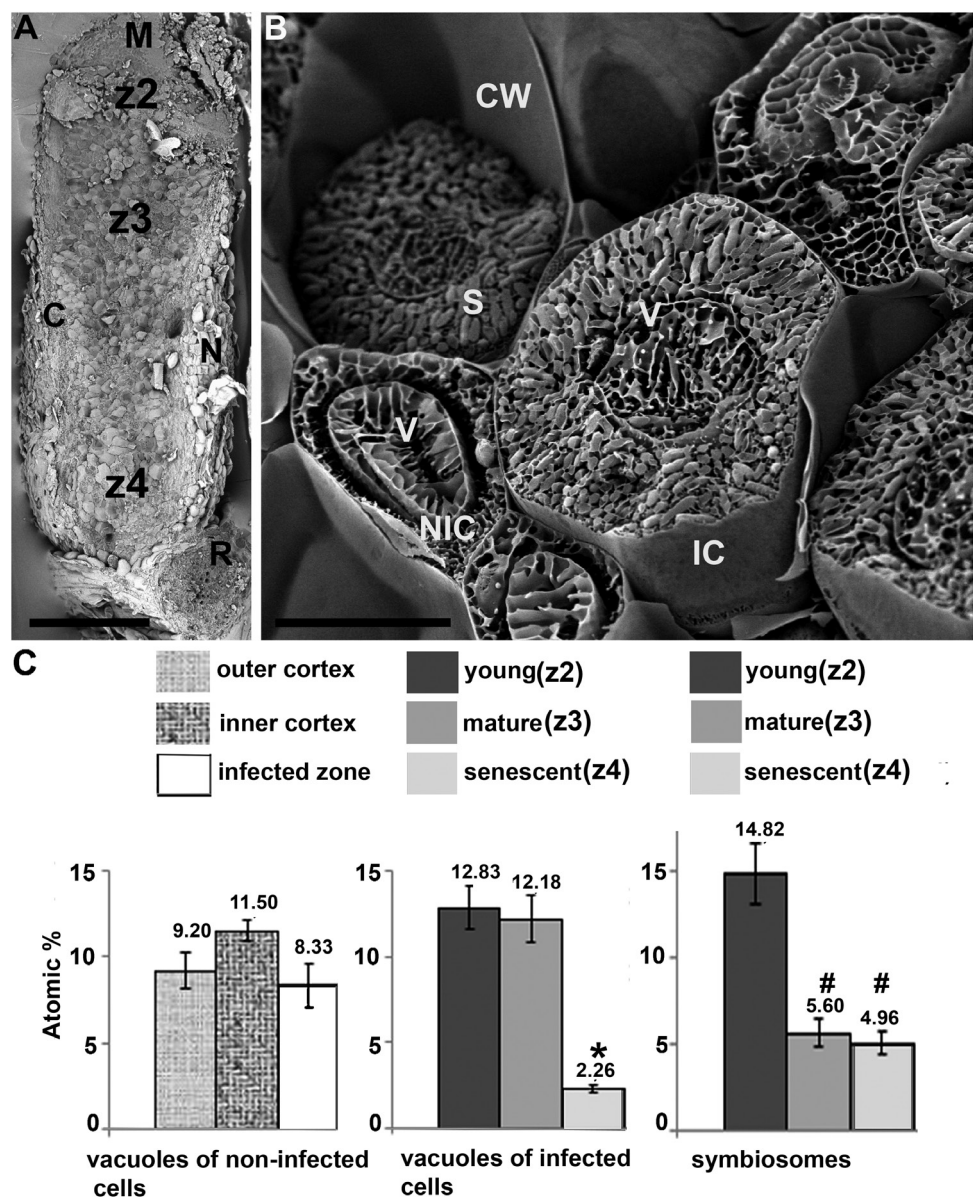 A
M
z2
z3
C
N
z4
R
B
CW
S
V
V
NIC
IC
C
outer cortex
inner cortex
infected zone
young(z2)
mature(z3)
senescent(z4)
young(z2)
mature(z3)
senescent(z4)
Atomic %
15
10
5
0
9.20
11.50
8.33
vacuoles of non-infected
cells
15
10
5
0
12.83
12.18
*
2.26
vacuoles of infected
cells
15
10
5
0
14.82
#
5.60
#
4.96
symbiosomes